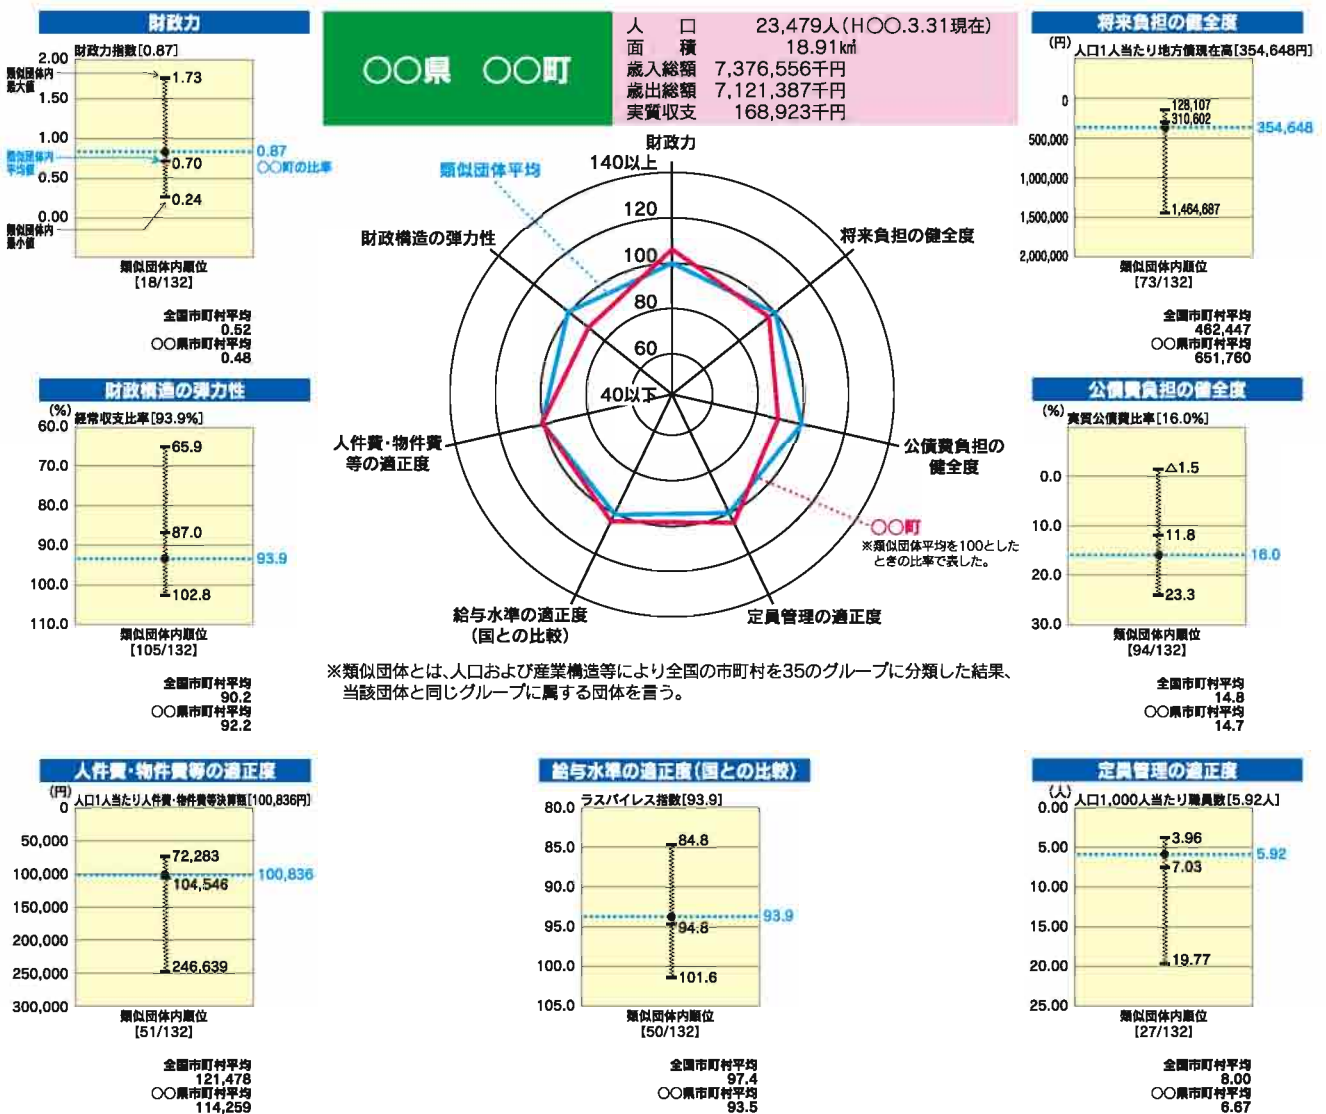 財政力
財政力指数[0.87]
2.00
類似団体内
最大値
1.73
1.50
1.00
0.87
〇〇町の比率
類似団体内
平均値
0.70
0.50
0.24
0.00
類似団体内
最小値
類似団体内順位
[18/132]
全国市町村平均
0.52
〇〇県市町村平均
0.48
〇〇県 〇〇町
人口 23,479人(H〇〇.3.31現在)
面積 18.91㎢
歳入総額 7,376,556千円
歳出総額 7,121,387千円
実質収支 168,923千円
将来負担の健全度
(円)
人口1人当たり地方債現在高[354,648円]
0
128,107
310,602
354,648
500,000
1,000,000
1,464,687
1,500,000
2,000,000
類似団体内順位
[73/132]
全国市町村平均
462,447
〇〇県市町村平均
651,760
財政力
140以上
120
100
80
60
40以下
類似団体平均
財政構造の弾力性
将来負担の健全度
人件費・物件費
等の適正度
公債費負担の
健全度
〇〇町
※類似団体平均を100とした
ときの比率で表した。
給与水準の適正度
(国との比較)
定員管理の適正度
※類似団体とは、人口および産業構造等により全国の市町村を35のグループに分類した結果、
当該団体と同じグループに属する団体を言う。
財政構造の弾力性
(%)
経常収支比率[93.9%]
60.0
65.9
70.0
80.0
87.0
90.0
93.9
100.0
102.8
110.0
類似団体内順位
[105/132]
全国市町村平均
90.2
〇〇県市町村平均
92.2
公債費負担の健全度
(%)
実質公債費比率[16.0%]
△1.5
0.0
10.0
11.8
16.0
20.0
23.3
30.0
類似団体内順位
[94/132]
全国市町村平均
14.8
〇〇県市町村平均
14.7
人件費・物件費等の適正度
(円)
人口1人当たり人件費・物件費等決算額[100,836円]
0
50,000
72,283
100,000
100,836
104,546
150,000
200,000
246,639
250,000
300,000
類似団体内順位
[51/132]
全国市町村平均
121,478
〇〇県市町村平均
114,259
給与水準の適正度(国との比較)
ラスパイレス指数[93.9]
80.0
84.8
85.0
90.0
93.9
94.8
95.0
100.0
101.6
105.0
類似団体内順位
[50/132]
全国市町村平均
97.4
〇〇県市町村平均
93.5
定員管理の適正度
(人)
人口1,000人当たり職員数[5.92人]
0.00
3.96
5.00
5.92
7.03
10.00
15.00
19.77
20.00
25.00
類似団体内順位
[27/132]
全国市町村平均
8.00
〇〇県市町村平均
6.67